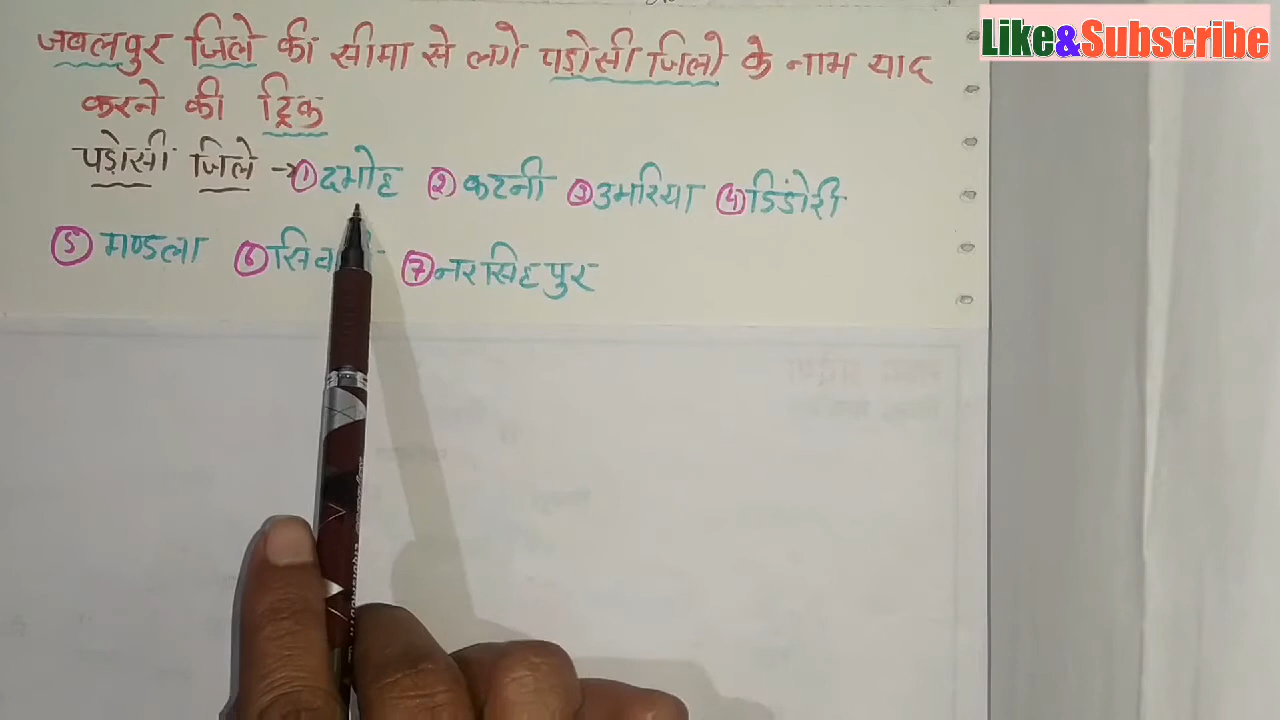 Like&Subscribe
जबलपुर जिले की सीमा से लगे पड़ोसी जिलो के नाम याद
करने की ट्रिक
पड़ोसी जिले → ① दमोह ② कटनी ③ उमरिया ④ डिंडोरी
⑤ मण्डला ⑥ ⑦ नरसिहपुर